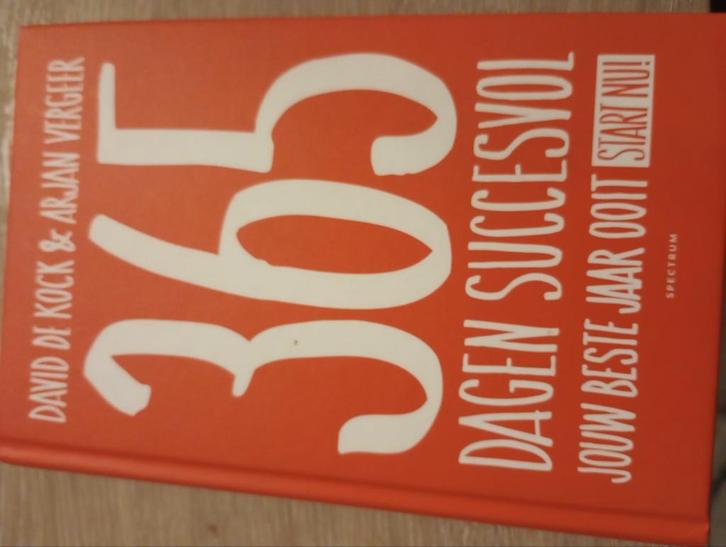 DAVID DE KOCK & ARJAN VERGEER
365
DAGEN SUCCESVOL
JOUW BESTE JAAR OOIT START NU!
SPECTRUM